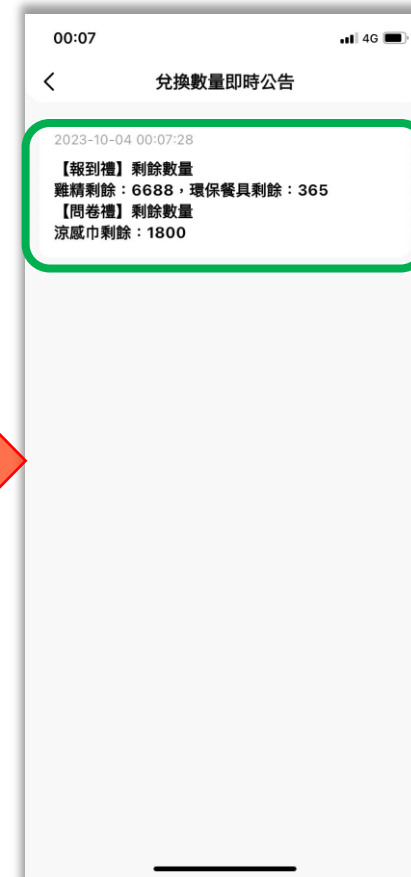 00:07
4G
兌換數量即時公告
2023-10-04 00:07:28
【報到禮】剩餘數量
雞精剩餘：6688，環保餐具剩餘：365
【問卷禮】剩餘數量
涼感巾剩餘：1800